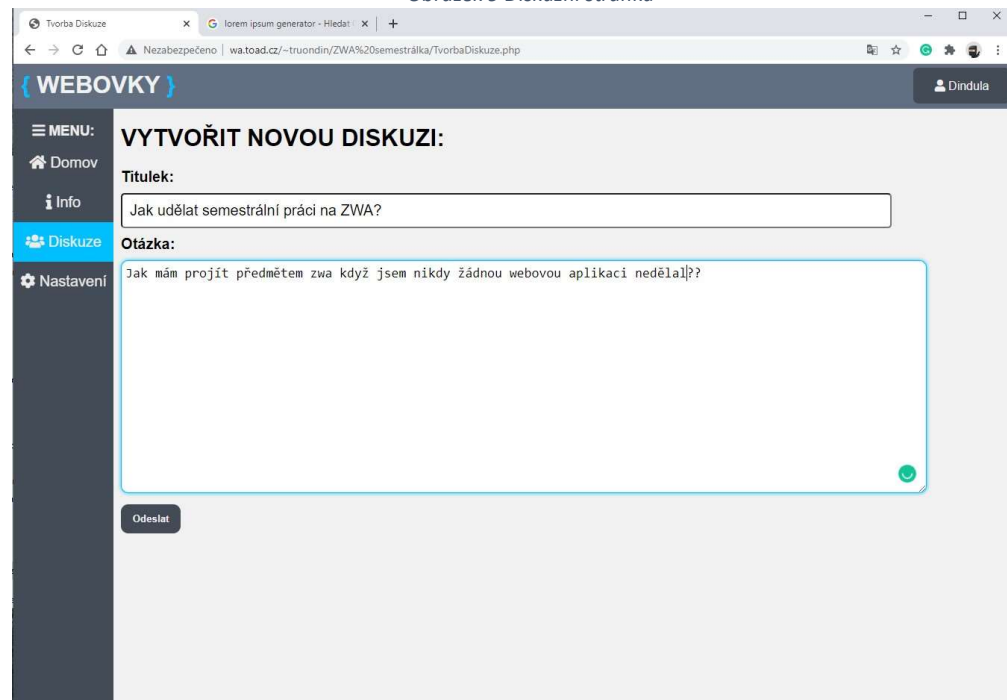 Tvorba Diskuze
lorem ipsum generator - Hledat
Nezabezpečeno | wa.toad.cz/~truondin/ZWA%20semestrálka/TvorbaDiskuze.php
{ WEBOVKY }
Dindula
MENU:
Domov
Info
Diskuze
Nastavení
VYTVOŘIT NOVOU DISKUZI:
Titulek:
Jak udělat semestrální práci na ZWA?
Otázka:
Jak mám projít předmětem zwa když jsem nikdy žádnou webovou aplikaci nedělal??
Odeslat